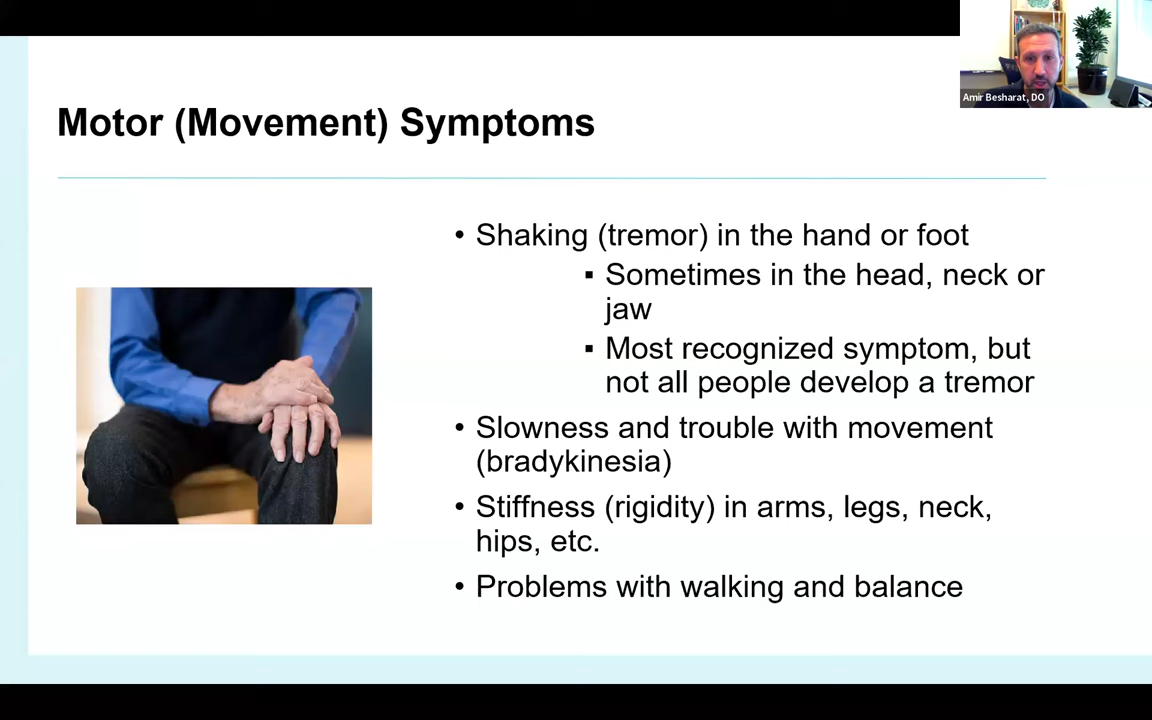 Amir Besharat, DO
Motor (Movement) Symptoms
• Shaking (tremor) in the hand or foot
▪ Sometimes in the head, neck or
jaw
▪ Most recognized symptom, but
not all people develop a tremor
• Slowness and trouble with movement
(bradykinesia)
• Stiffness (rigidity) in arms, legs, neck,
hips, etc.
• Problems with walking and balance